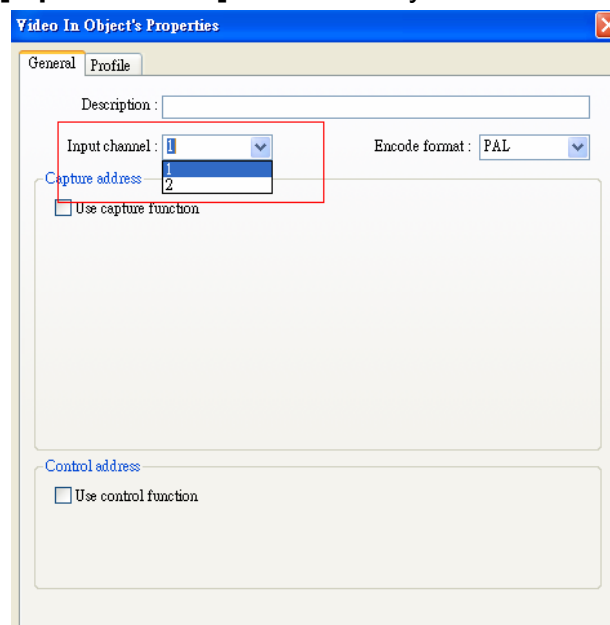 Video In Object's Properties
General Profile
Description :
Input channel : 1 Encode format : PAL
1
2
Capture address
Use capture function
Control address
Use control function